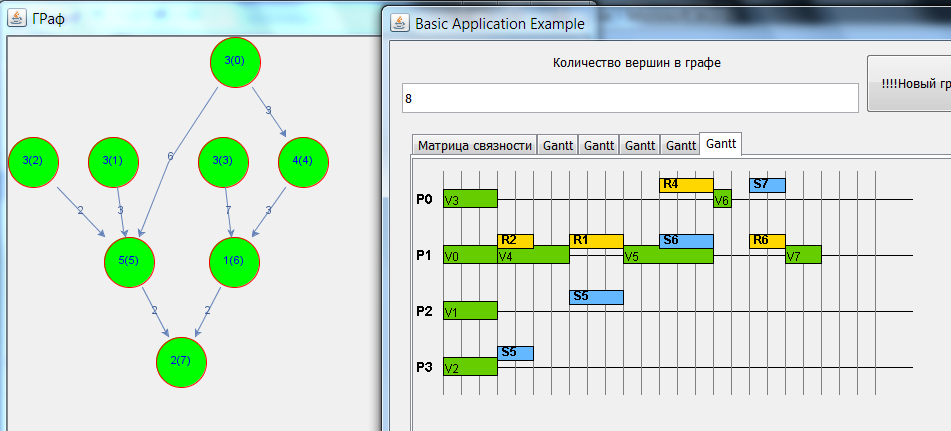 ГРаф
3(0)
3
6
3(2)
3(1)
3(3)
4(4)
2
3
7
3
5(5)
1(6)
2
2
2(7)
Basic Application Example
Количество вершин в графе
8
!!!!Новый гр
Матрица связности Gantt Gantt Gantt Gantt Gantt
R4 S7
P0 V3 V6
R2 R1 S6 R6
P1 V0 V4 V5 V7
S5
P2 V1
S5
P3 V2